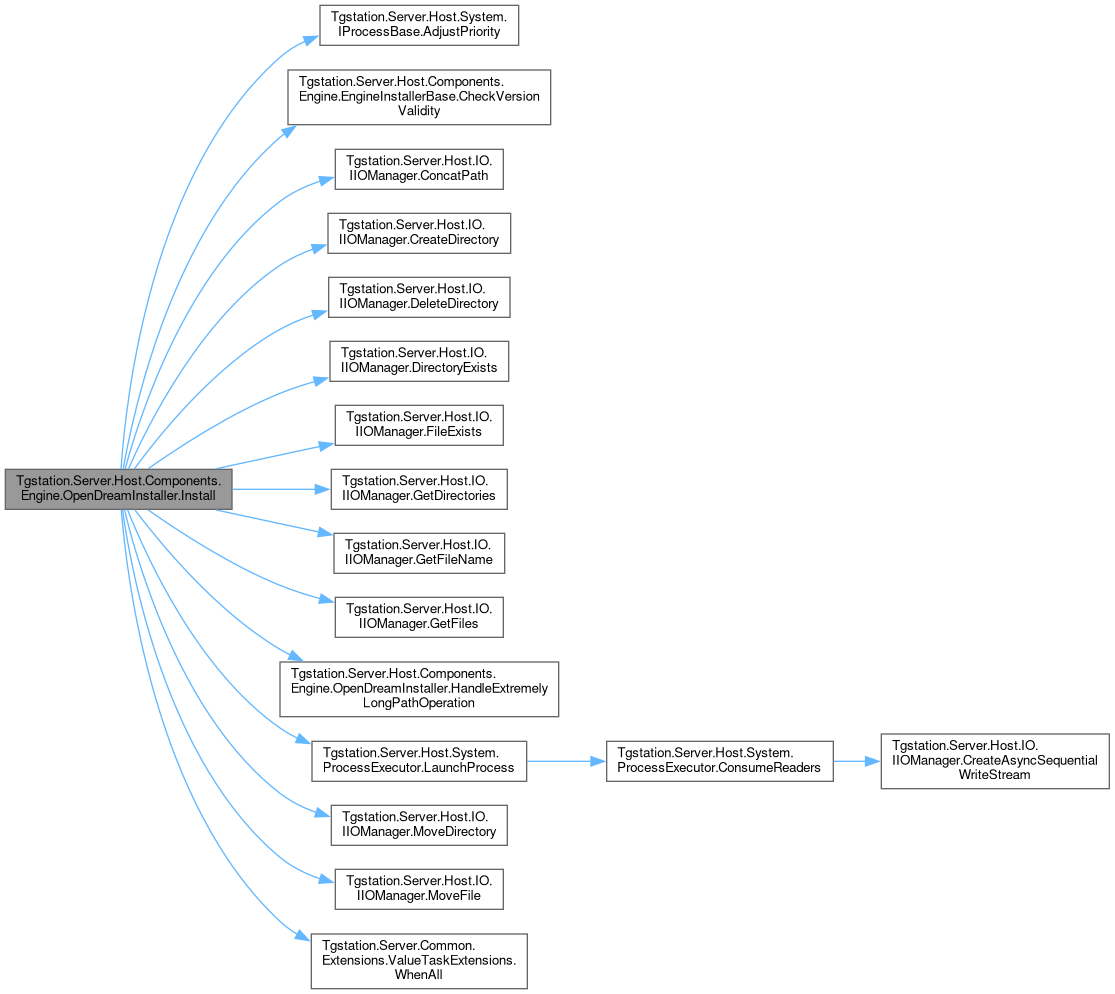 Tgstation.Server.Host.System.
IProcessBase.AdjustPriority
Tgstation.Server.Host.Components.
Engine.EngineInstallerBase.CheckVersion
Validity
Tgstation.Server.Host.IO.
IIOManager.ConcatPath
Tgstation.Server.Host.IO.
IIOManager.CreateDirectory
Tgstation.Server.Host.IO.
IIOManager.DeleteDirectory
Tgstation.Server.Host.IO.
IIOManager.DirectoryExists
Tgstation.Server.Host.IO.
IIOManager.FileExists
Tgstation.Server.Host.Components.
Engine.OpenDreamInstaller.Install
Tgstation.Server.Host.IO.
IIOManager.GetDirectories
Tgstation.Server.Host.IO.
IIOManager.GetFileName
Tgstation.Server.Host.IO.
IIOManager.GetFiles
Tgstation.Server.Host.Components.
Engine.OpenDreamInstaller.HandleExtremely
LongPathOperation
Tgstation.Server.Host.System.
ProcessExecutor.LaunchProcess
Tgstation.Server.Host.System.
ProcessExecutor.ConsumeReaders
Tgstation.Server.Host.IO.
IIOManager.CreateAsyncSequential
WriteStream
Tgstation.Server.Host.IO.
IIOManager.MoveDirectory
Tgstation.Server.Host.IO.
IIOManager.MoveFile
Tgstation.Server.Common.
Extensions.ValueTaskExtensions.
WhenAll